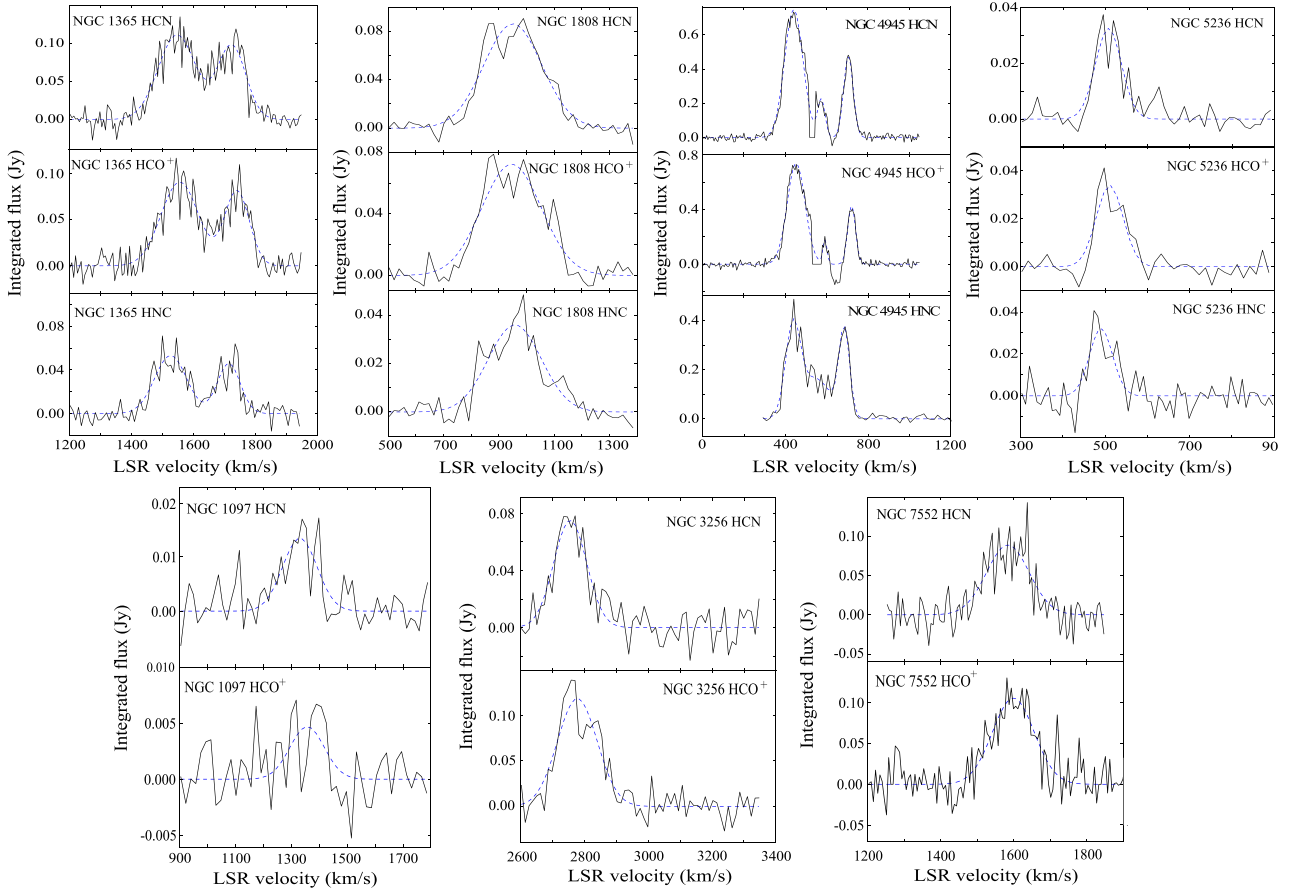 NGC 1365 HCN
0.10
0.05
0.00
NGC 1365 HCO+
0.10
0.05
0.00
NGC 1365 HNC
0.08
0.04
0.00
1200 1400 1600 1800 2000
LSR velocity (km/s)
Integrated flux (Jy)
NGC 1808 HCN
0.08
0.04
0.00
NGC 1808 HCO+
0.08
0.04
0.00
NGC 1808 HNC
0.04
0.02
0.00
500 700 900 1100 1300
LSR velocity (km/s)
Integrated flux (Jy)
NGC 4945 HCN
0.6
0.4
0.2
0.0
NGC 4945 HCO+
0.8
0.4
0.0
NGC 4945 HNC
0.4
0.2
0.0
0 400 800 1200
LSR velocity (km/s)
Integrated flux (Jy)
NGC 5236 HCN
0.04
0.02
0.00
NGC 5236 HCO+
0.04
0.02
0.00
NGC 5236 HNC
0.04
0.02
0.00
300 500 700 90
LSR velocity (km/s)
Integrated flux (Jy)
NGC 1097 HCN
0.02
0.01
0.00
NGC 1097 HCO+
0.010
0.005
0.000
-0.005
900 1100 1300 1500 1700
LSR velocity (km/s)
Integrated flux (Jy)
NGC 3256 HCN
0.08
0.04
0.00
NGC 3256 HCO+
0.10
0.05
0.00
2600 2800 3000 3200 3400
LSR velocity (km/s)
Integrated flux (Jy)
NGC 7552 HCN
0.10
0.05
0.00
-0.05
NGC 7552 HCO+
0.10
0.05
0.00
-0.05
1200 1400 1600 1800
LSR velocity (km/s)
Integrated flux (Jy)